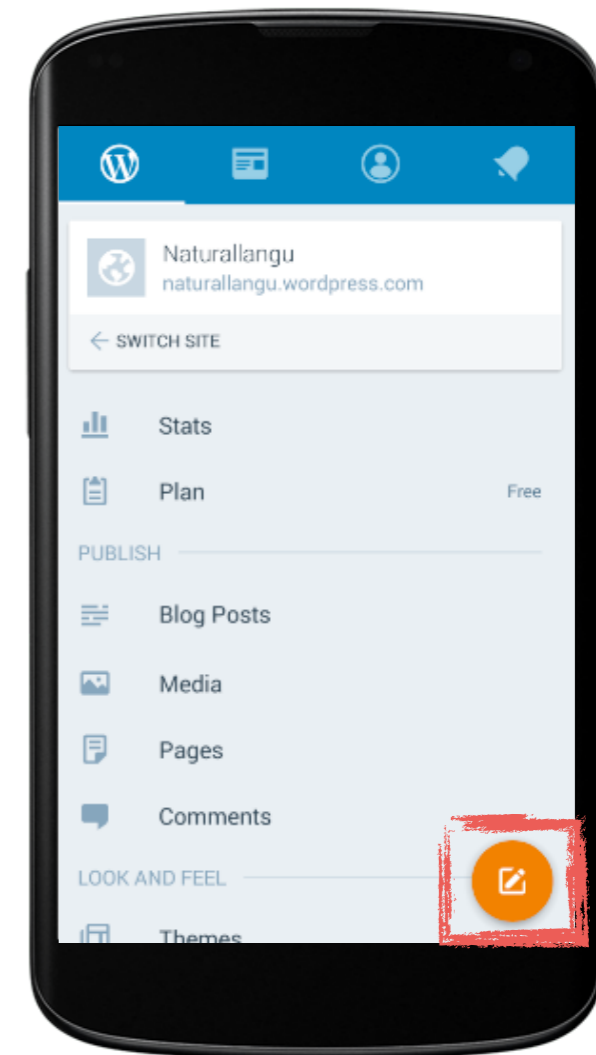 Naturallangu
naturallangu.wordpress.com
SWITCH SITE
Stats
Plan Free
PUBLISH
Blog Posts
Media
Pages
Comments
LOOK AND FEEL
Themes